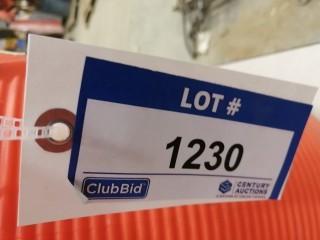 LOT #
1230
ClubBid
CENTURY
AUCTIONS